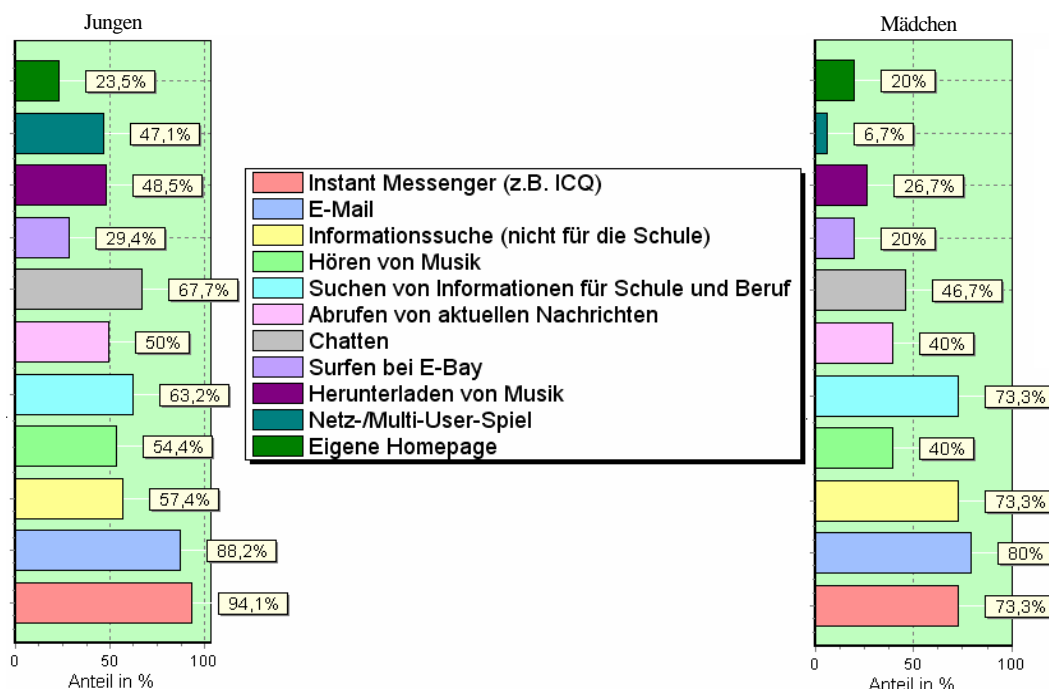 Jungen
23,5%
47,1%
48,5%
29,4%
67,7%
50%
63,2%
54,4%
57,4%
88,2%
94,1%
0 50 100
Anteil in %
Instant Messenger (z.B. ICQ)
E-Mail
Informationssuche (nicht für die Schule)
Hören von Musik
Suchen von Informationen für Schule und Beruf
Abrufen von aktuellen Nachrichten
Chatten
Surfen bei E-Bay
Herunterladen von Musik
Netz-/Multi-User-Spiel
Eigene Homepage
Mädchen
20%
6,7%
26,7%
20%
46,7%
40%
73,3%
40%
73,3%
80%
73,3%
0 50 100
Anteil in %